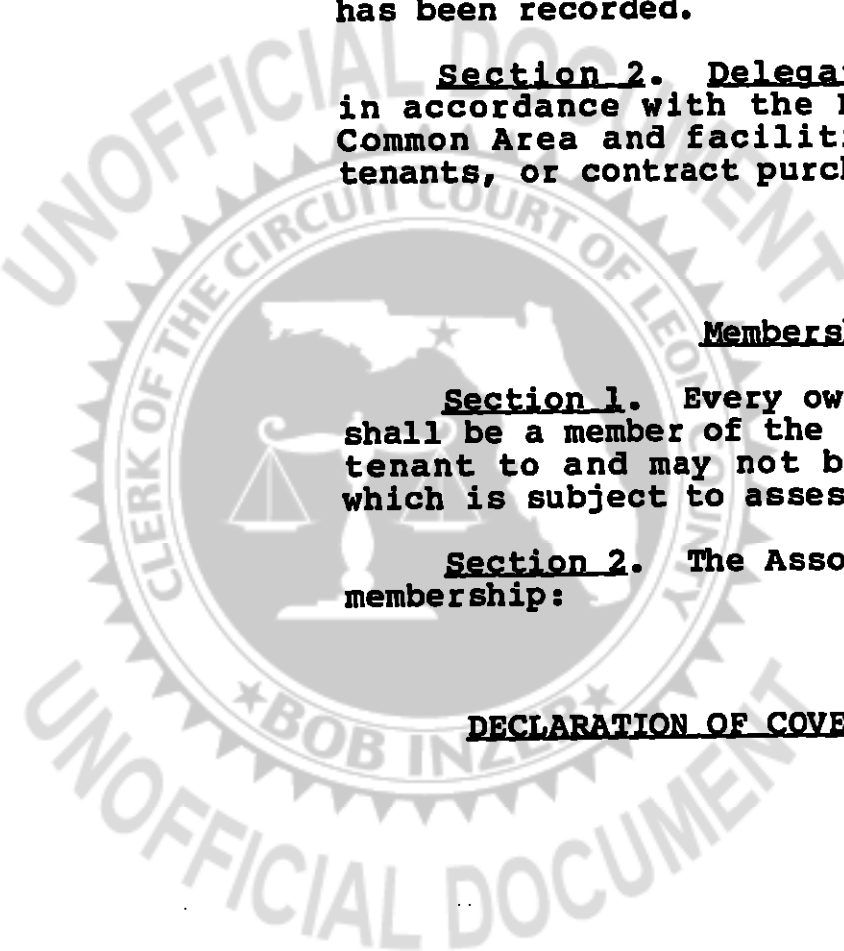 has been recorded.
Section 2. Delega
in accordance with the
Common Area and facilit
tenants, or contract purc
Members
Section 1. Every ow
shall be a member of the
tenant to and may not b
which is subject to asses
Section 2. The Asso
membership:
DECLARATION OF COVE
UNOFFICIAL DOCUMENT
CLERK OF THE CIRCUIT COURT OF LEON COUNTY
BOB INZER
UNOFFICIAL DOCUMENT